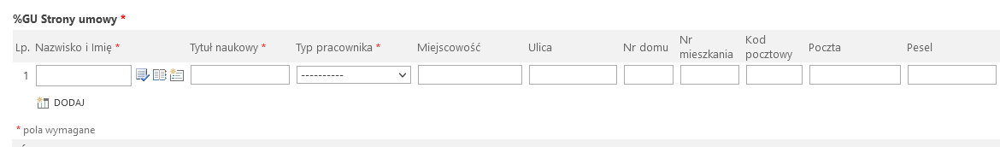 %GU Strony umowy *
Lp. Nazwisko i Imię * Tytuł naukowy * Typ pracownika * Miejscowość Ulica Nr domu Nr mieszkania Kod pocztowy Poczta Pesel
1 ----------
DODAJ
* pola wymagane